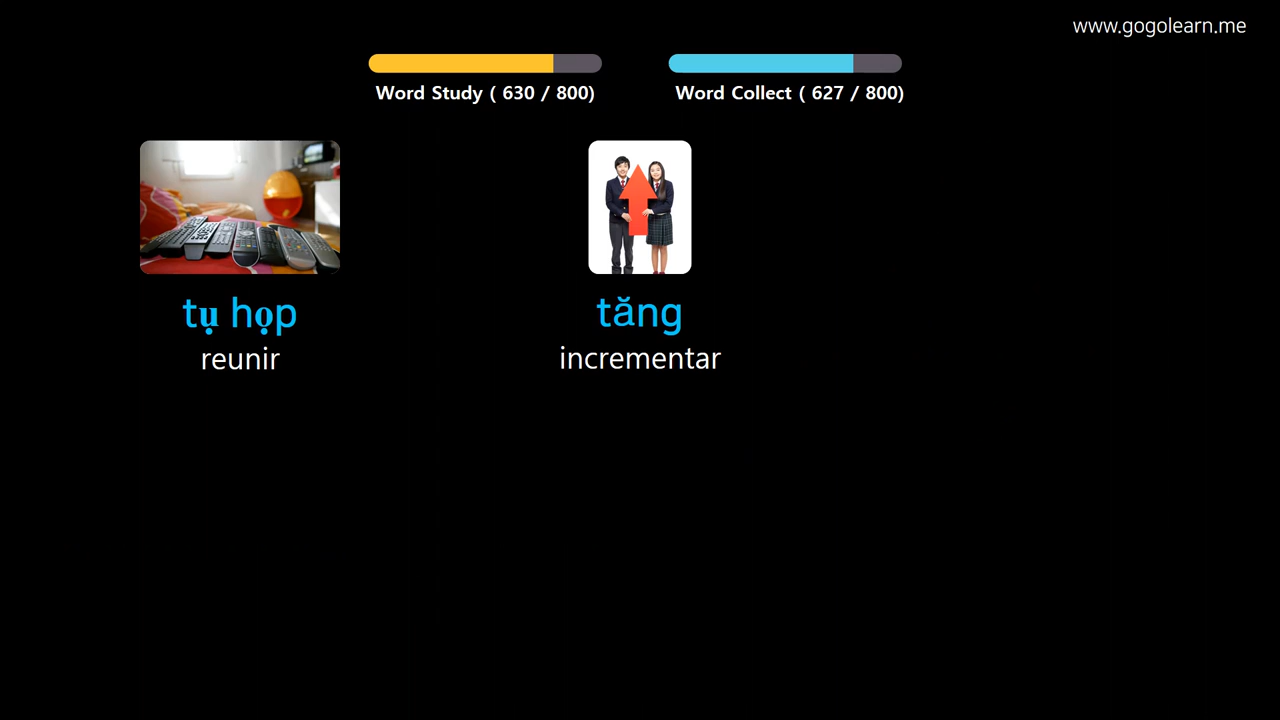 www.gogolearn.me
Word Study ( 630 / 800)
Word Collect ( 627 / 800)
tụ họp
reunir
tăng
incrementar